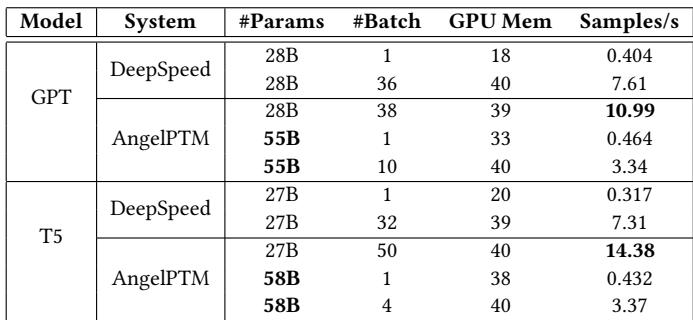 Model System #Params #Batch GPU Mem Samples/s
GPT DeepSpeed 28B 1 18 0.404
28B 36 40 7.61
AngelPTM 28B 38 39 10.99
55B 1 33 0.464
55B 10 40 3.34
T5 DeepSpeed 27B 1 20 0.317
27B 32 39 7.31
AngelPTM 27B 50 40 14.38
58B 1 38 0.432
58B 4 40 3.37